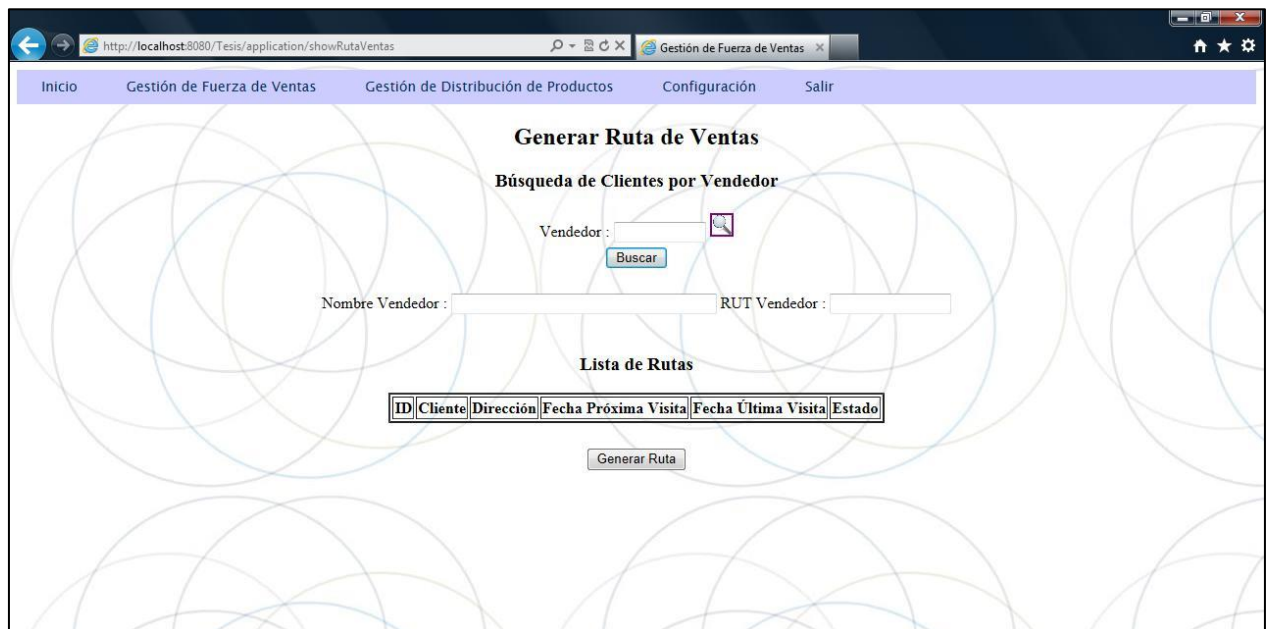 http://localhost:8080/Tesis/application/showRutaVentas
Gestión de Fuerza de Ventas
Inicio Gestión de Fuerza de Ventas Gestión de Distribución de Productos Configuración Salir
Generar Ruta de Ventas
Búsqueda de Clientes por Vendedor
Vendedor :
Buscar
Nombre Vendedor : RUT Vendedor :
Lista de Rutas
ID Cliente Dirección Fecha Próxima Visita Fecha Última Visita Estado
Generar Ruta